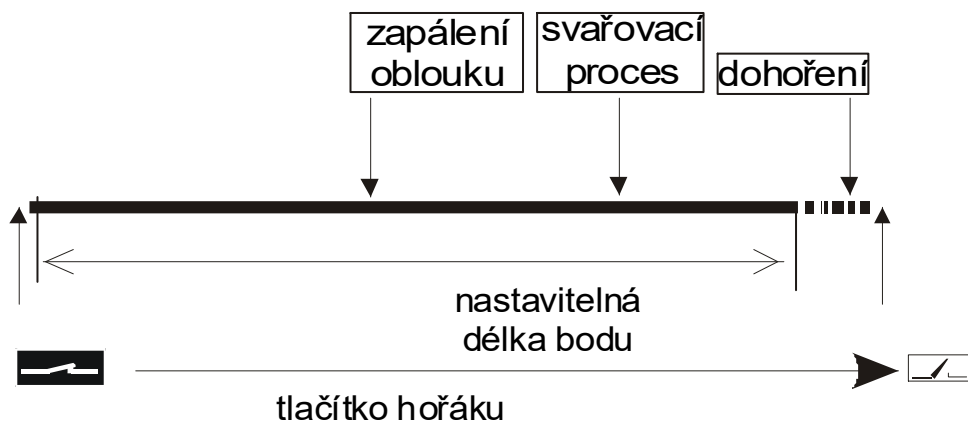 zapálení
oblouku
svařovací
proces
dohoření
nastavitelná
délka bodu
tlačítko hořáku